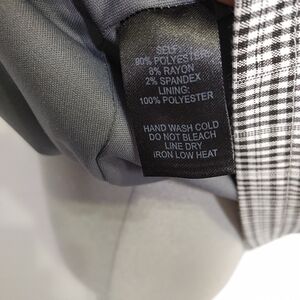 SELF:
90% POLYESTER
8% RAYON
2% SPANDEX
LINING:
100% POLYESTER
HAND WASH COLD
DO NOT BLEACH
LINE DRY
IRON LOW HEAT